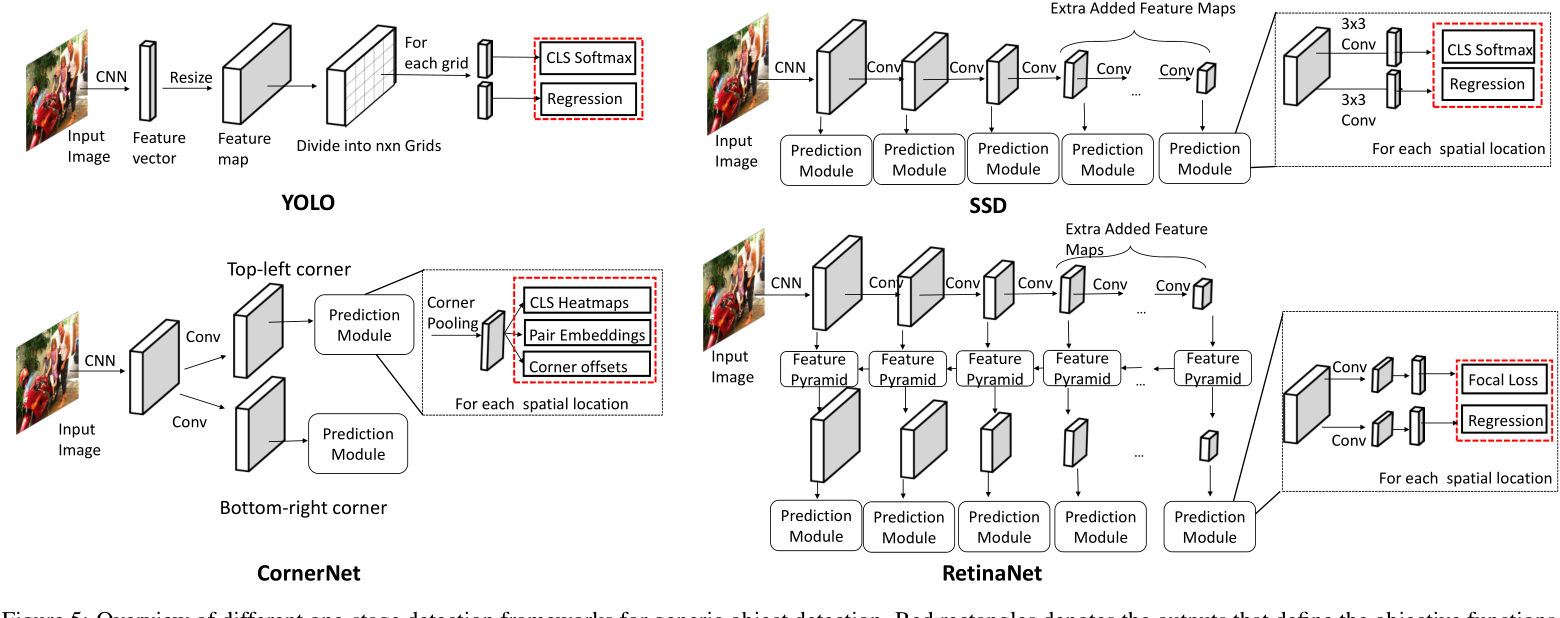 CNN
Resize
For
each grid
CLS Softmax
Regression
Input
Image
Feature
vector
Feature
map
Divide into nxn Grids
YOLO
Extra Added Feature Maps
CNN
Conv
Conv
Conv
Conv
Conv
...
Input
Image
Prediction
Module
Prediction
Module
Prediction
Module
Prediction
Module
Prediction
Module
3x3
Conv
3x3
Conv
CLS Softmax
Regression
For each spatial location
SSD
Top-left corner
CNN
Conv
Conv
Input
Image
Prediction
Module
Prediction
Module
Corner
Pooling
CLS Heatmaps
Pair Embeddings
Corner offsets
For each spatial location
Bottom-right corner
CornerNet
Extra Added Feature
Maps
CNN
Conv
Conv
Conv
Conv
Conv
...
Input
Image
Feature
Pyramid
Feature
Pyramid
Feature
Pyramid
Feature
Pyramid
...
Feature
Pyramid
...
Prediction
Module
Prediction
Module
Prediction
Module
Prediction
Module
Prediction
Module
Conv
Conv
Focal Loss
Regression
For each spatial location
RetinaNet
Figure 5: Overview of different one-stage detection frameworks for generic object detection. Red rectangles denotes the outputs that define the objective functions.